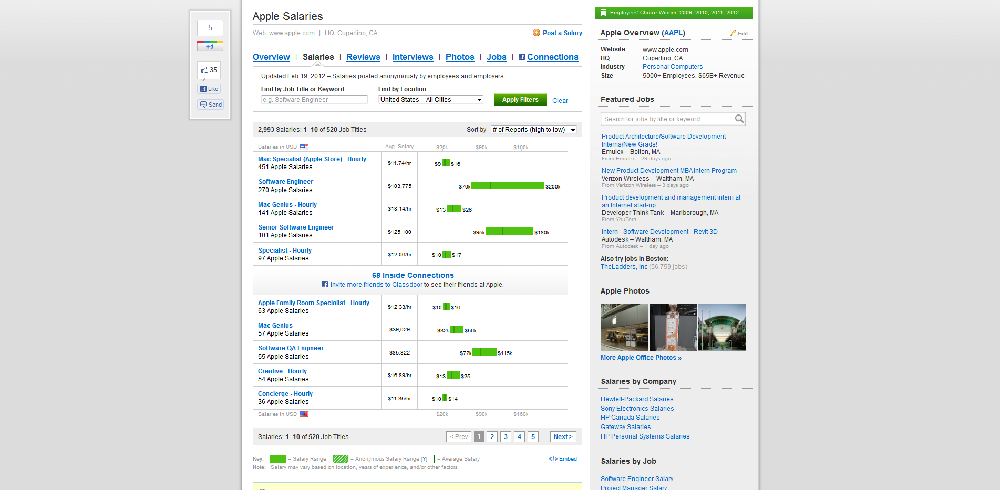 5
+1
35
Like
Send
Apple Salaries
Web: www.apple.com | HQ: Cupertino, CA
Post a Salary
Overview | Salaries | Reviews | Interviews | Photos | Jobs | Connections
Updated Feb 19, 2012 – Salaries posted anonymously by employees and employers.
Find by Job Title or Keyword
Find by Location
e.g. Software Engineer
United States – All Cities
Apply Filters
Clear
2,993 Salaries: 1–10 of 520 Job Titles
Sort by # of Reports (high to low)
Salaries in USD
Avg. Salary
$20k $90k $160k
Mac Specialist (Apple Store) - Hourly
451 Apple Salaries
$11.74/hr
$9 $16
Software Engineer
270 Apple Salaries
$103,775
$70k $200k
Mac Genius - Hourly
141 Apple Salaries
$18.14/hr
$13 $26
Senior Software Engineer
101 Apple Salaries
$125,100
$95k $180k
Specialist - Hourly
97 Apple Salaries
$12.06/hr
$10 $17
68 Inside Connections
Invite more friends to Glassdoor to see their friends at Apple.
Apple Family Room Specialist - Hourly
63 Apple Salaries
$12.33/hr
$10 $16
Mac Genius
57 Apple Salaries
$39,029
$32k $56k
Software QA Engineer
55 Apple Salaries
$85,822
$72k $115k
Creative - Hourly
54 Apple Salaries
$16.89/hr
$13 $25
Concierge - Hourly
36 Apple Salaries
$11.35/hr
$10 $14
Salaries in USD
$20k $90k $160k
Salaries: 1–10 of 520 Job Titles
< Prev 1 2 3 4 5 ... Next >
Key: = Salary Range = Anonymous Salary Range [?] = Average Salary
</> Embed
Note: Salary may vary based on location, years of experience, and/or other factors.
Employees' Choice Winner: 2009, 2010, 2011, 2012
Apple Overview (AAPL)
Edit
Website www.apple.com
HQ Cupertino, CA
Industry Personal Computers
Size 5000+ Employees, $65B+ Revenue
Featured Jobs
Search for jobs by title or keyword
Product Architecture/Software Development -
Interns/New Grads!
Emulex – Bolton, MA
From Emulex – 29 days ago
New Product Development MBA Intern Program
Verizon Wireless – Waltham, MA
From Verizon Wireless – 3 days ago
Product development and management intern at
an Internet start-up
Developer Think Tank – Marlborough, MA
From YouTern
Intern - Software Development - Revit 3D
Autodesk – Waltham, MA
From Autodesk – 1 day ago
Also try jobs in Boston:
TheLadders, Inc (56,759 jobs)
Apple Photos
More Apple Office Photos »
Salaries by Company
Hewlett-Packard Salaries
Sony Electronics Salaries
HP Canada Salaries
Gateway Salaries
HP Personal Systems Salaries
Salaries by Job
Software Engineer Salary
Project Manager Salary